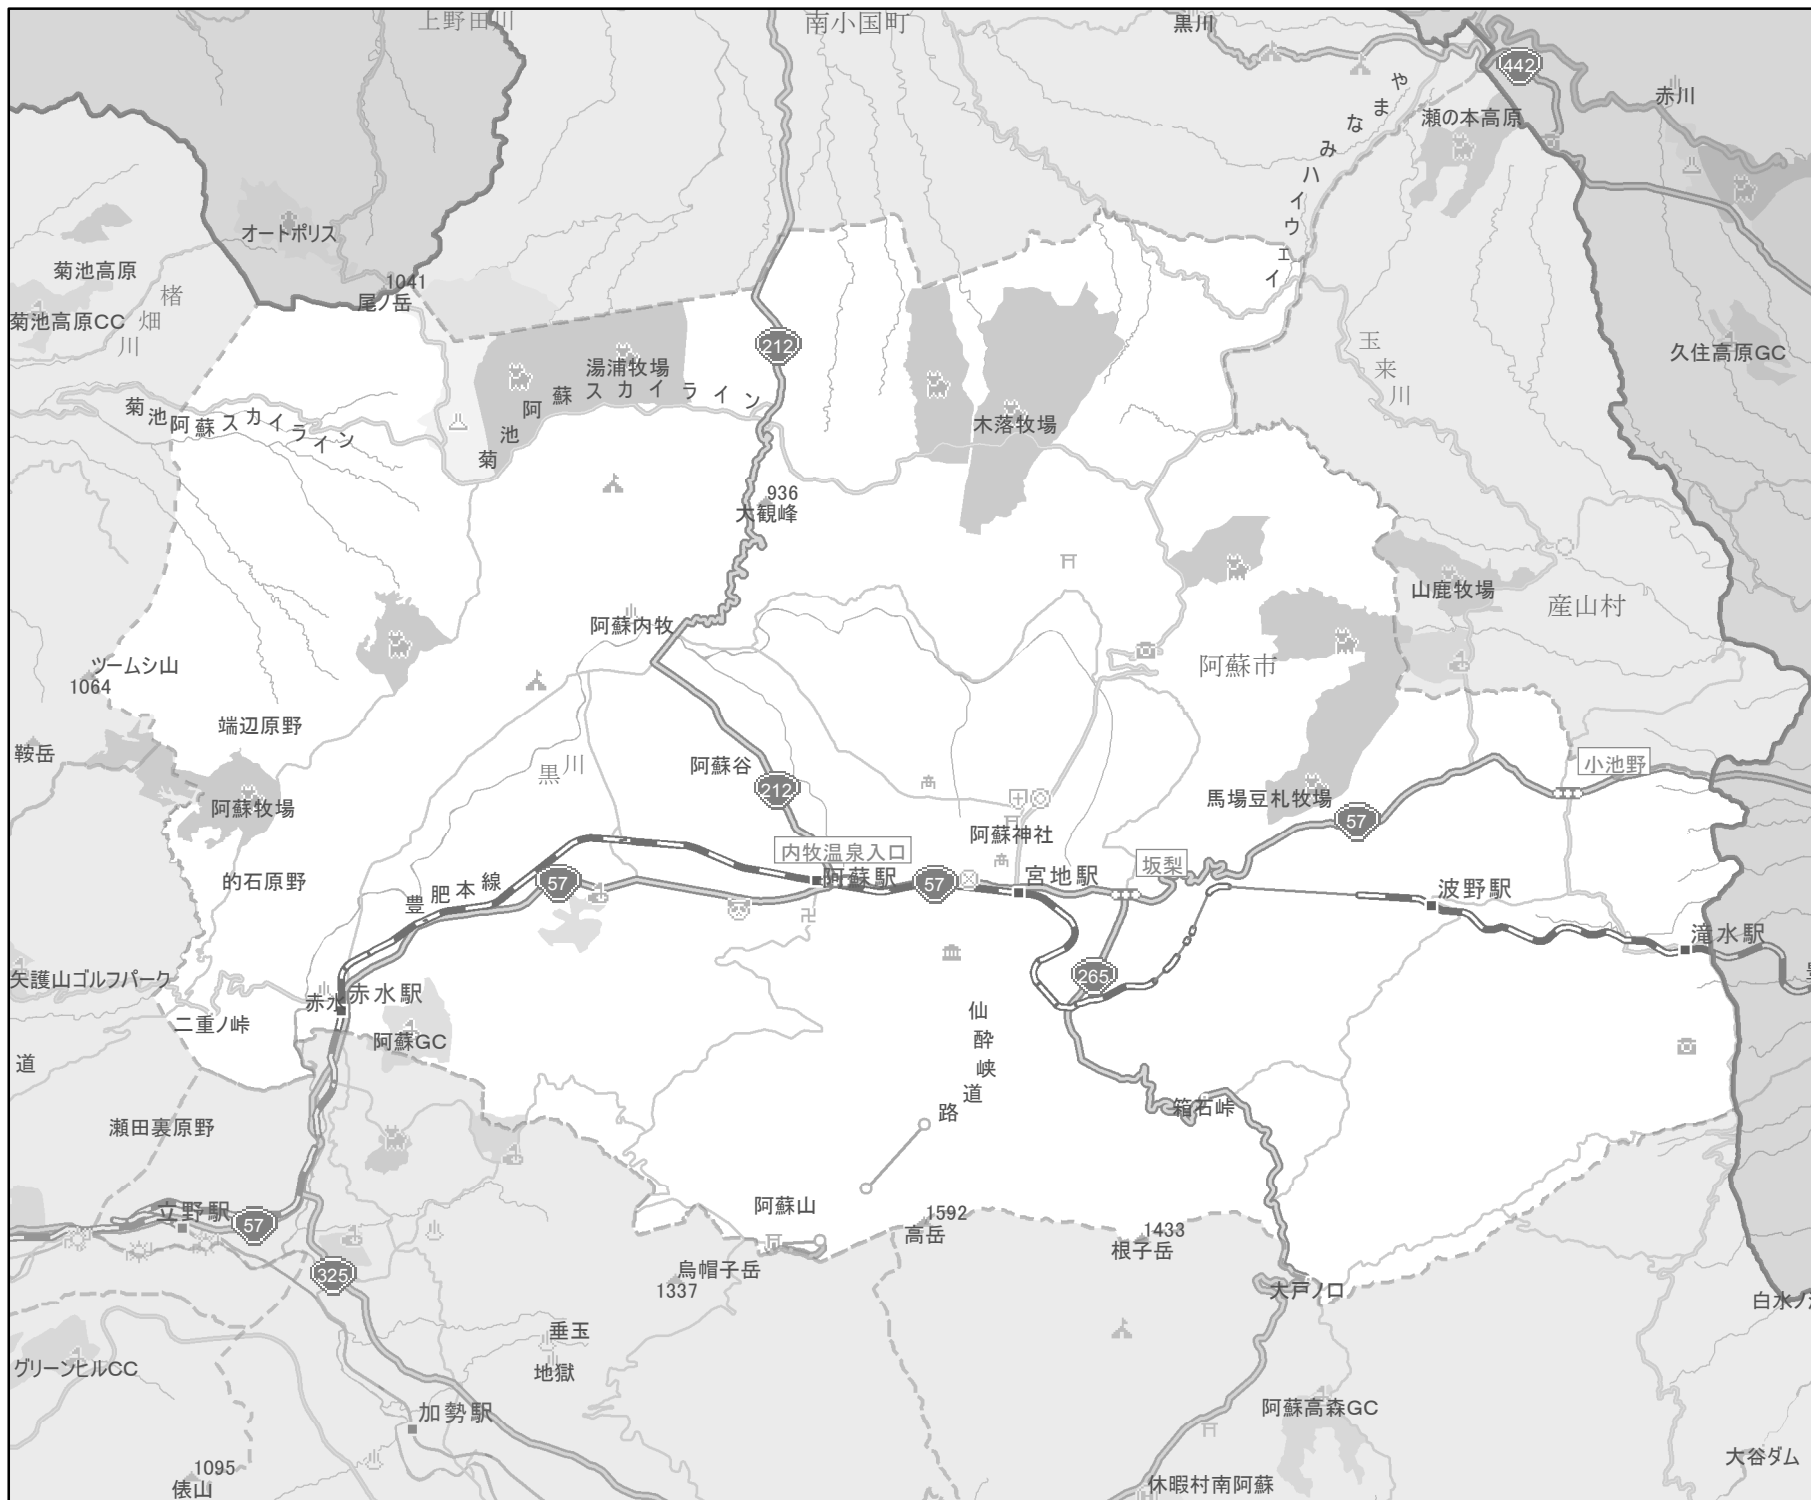 上野田川
南小国町
黒川
442
赤川
やまなみハイウェイ
瀬の本高原
オートポリス
菊池高原
1041
尾ノ岳
楮畑川
菊池高原CC
212
湯浦牧場
玉来川
久住高原GC
菊池阿蘇スカイライン
菊池阿蘇スカイライン
木落牧場
936
大観峰
山鹿牧場
産山村
阿蘇内牧
阿蘇市
ツームシ山
1064
端辺原野
鞍岳
黒川
阿蘇谷
212
小池野
阿蘇牧場
馬場豆札牧場
57
阿蘇神社
内牧温泉入口
坂梨
的石原野
豊肥本線
57
阿蘇駅
57
宮地駅
波野駅
滝水駅
矢護山ゴルフパーク
赤水
赤水駅
265
二重ノ峠
阿蘇GC
仙酔峡道路
道
箱石峠
瀬田裏原野
立野駅
57
阿蘇山
1592
高岳
1433
根子岳
烏帽子岳
1337
325
大戸ノ口
垂玉
地獄
グリーンヒルCC
加勢駅
阿蘇高森GC
大谷ダム
1095
俵山
休暇村南阿蘇
白水ノ